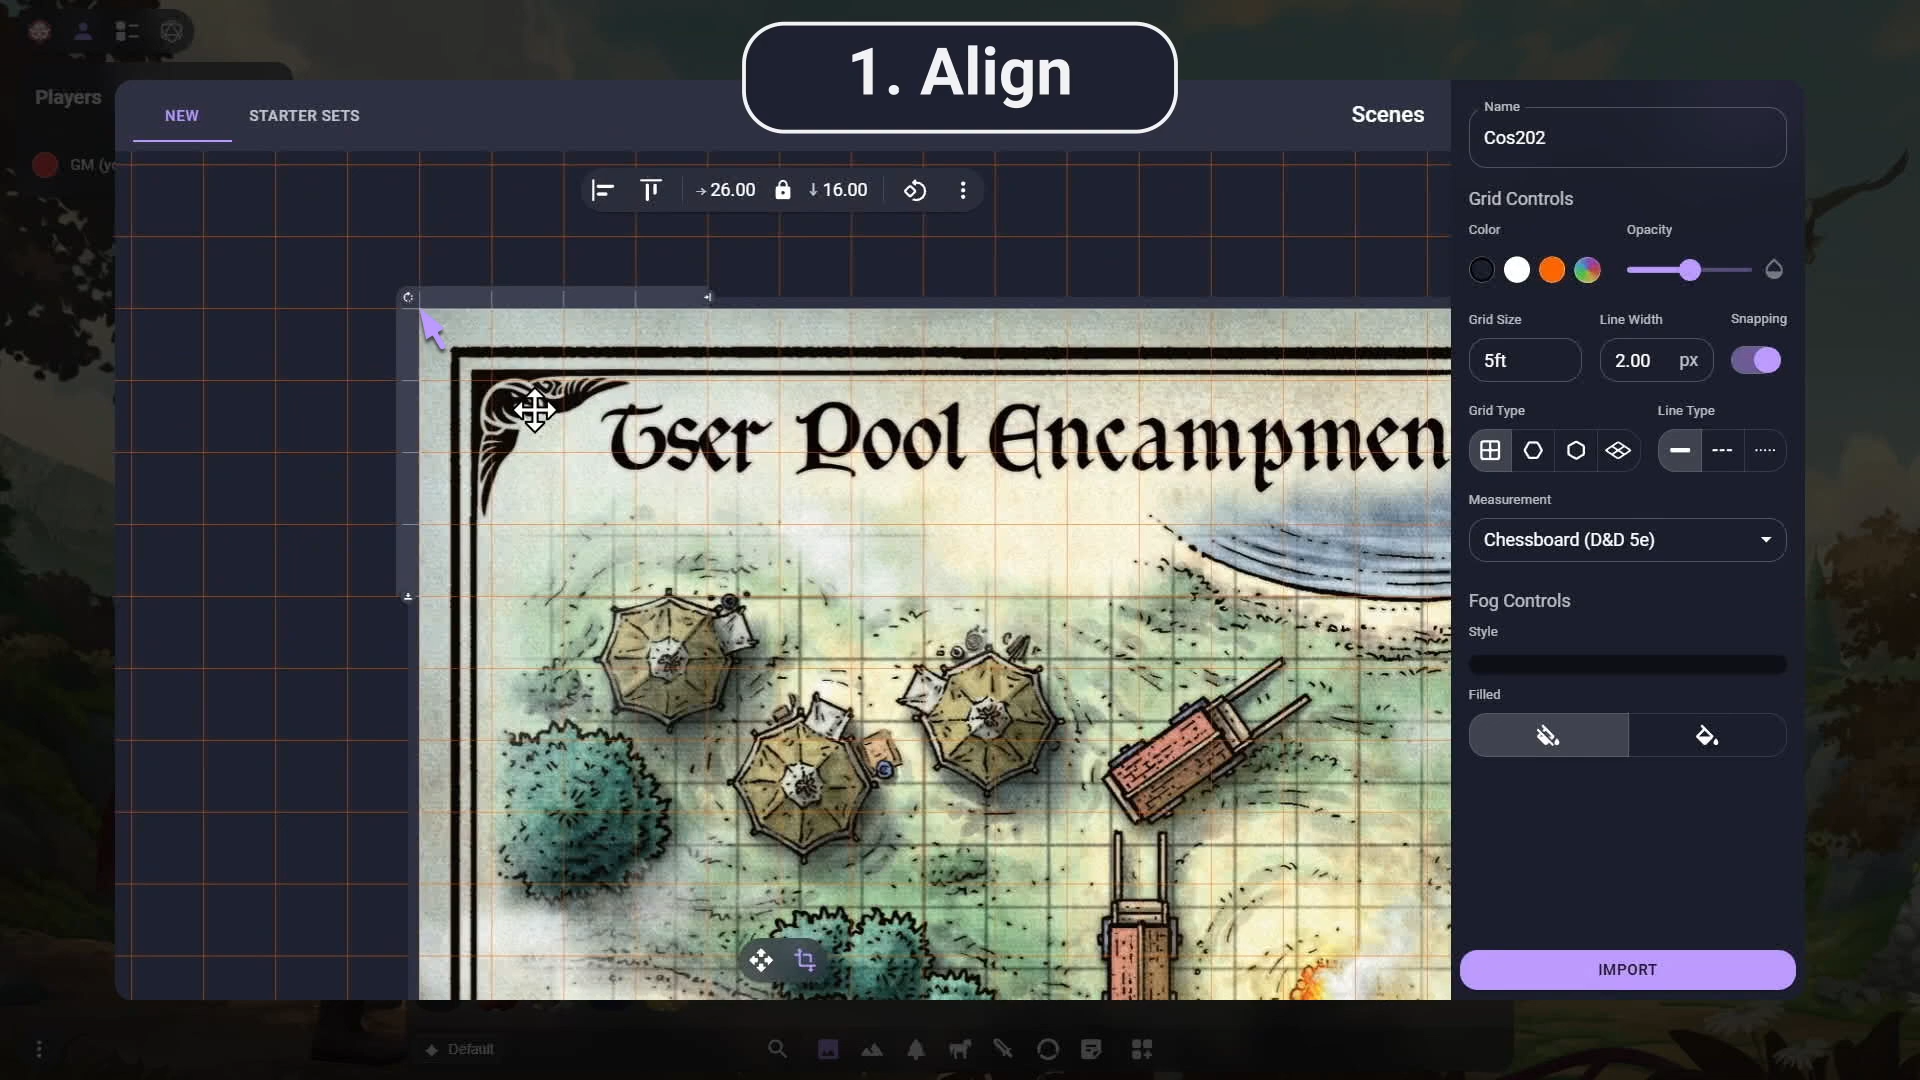 1. Align
Players
NEW
STARTER SETS
Scenes
GM (yo
→ 26.00
↓ 16.00
Tser Pool Encampmen
Name
Cos202
Grid Controls
Color
Opacity
Grid Size
Line Width
Snapping
5ft
2.00 px
Grid Type
Line Type
Measurement
Chessboard (D&D 5e)
Fog Controls
Style
Filled
IMPORT
Default